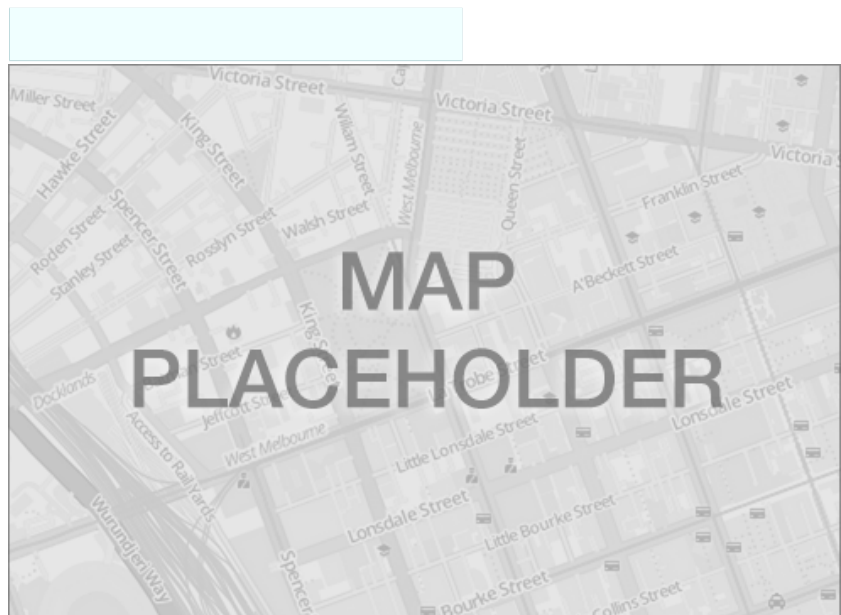 Victoria Street
Miller Street
Victoria Street
Hawke Street
King Street
William Street
West Melbourne
Queen Street
Victoria S
Franklin Street
Spencer Street
Roden Street
Stanley Street
Rosslyn Street
Walsh Street
A'Beckett Street
MAP
King St
PLACEHOLDER
Docklands
Jeffcott Street
Lonsdale Street
Access to Rail Yards
West Melbourne
Little Lonsdale Street
Wurundjeri Way
Lonsdale Street
Little Bourke Street
Spencer
Bourke Street
Collins Street